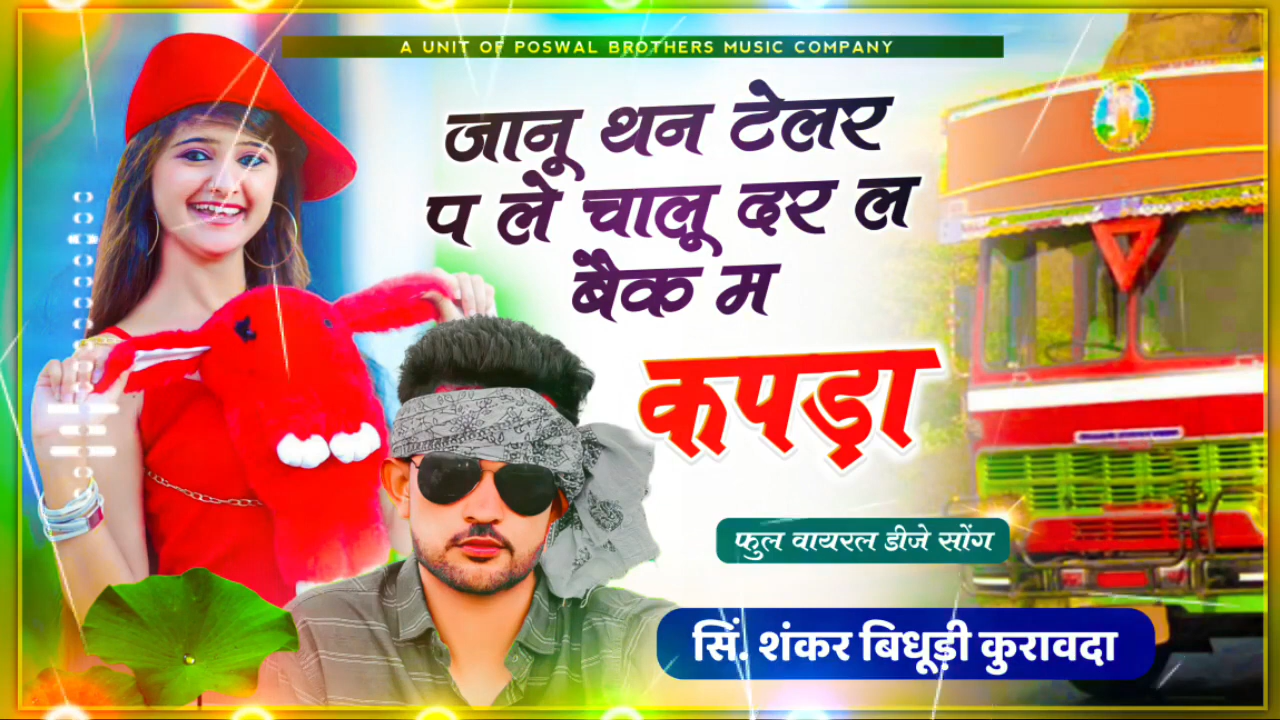 A UNIT OF POSWAL BROTHERS MUSIC COMPANY
जानू थन टेलर
प ले चालू दर ल
बैक म
कपड़ा
फुल वायरल डीजे सोंग
सिं. शंकर बिधूड़ी कुरावदा